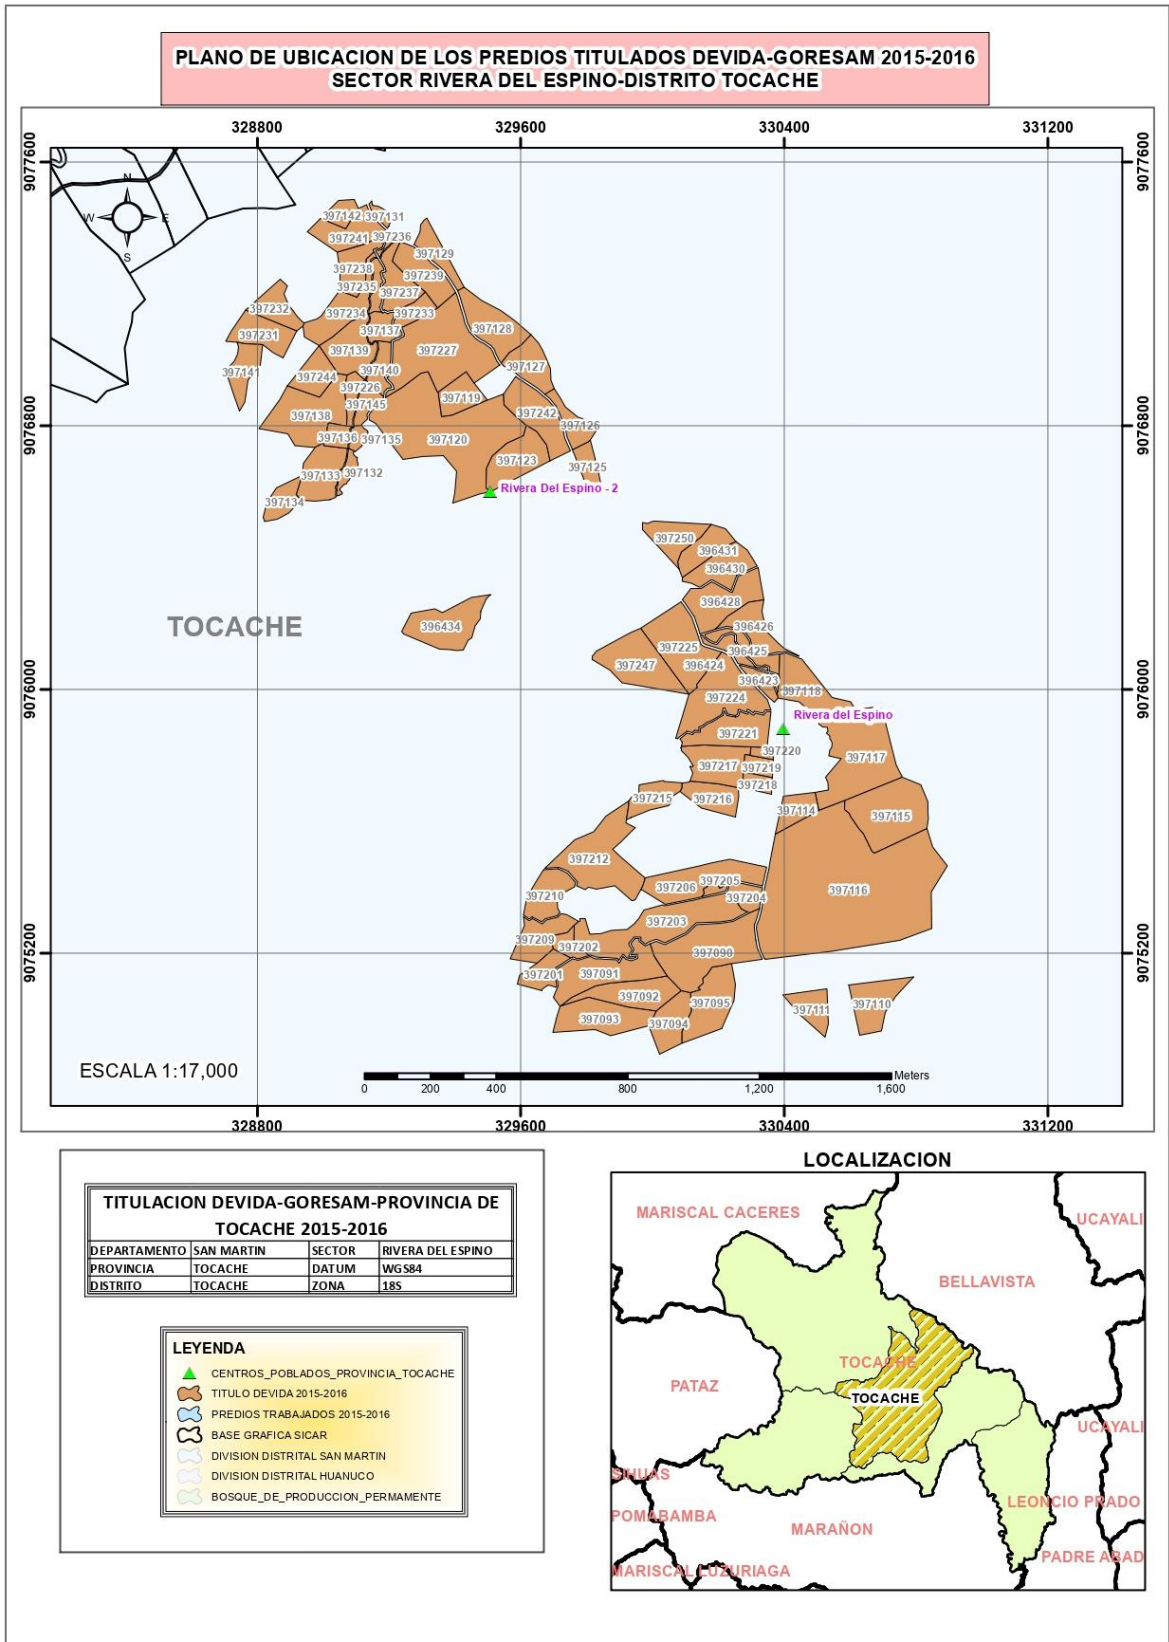 PLANO DE UBICACION DE LOS PREDIOS TITULADOS DEVIDA-GORESAM 2015-2016
SECTOR RIVERA DEL ESPINO-DISTRITO TOCACHE
328800 329600 330400 331200
9077600 9077600
N
W E
S
397142 397131
397241 397236
397129
397238 397239
397235 397237
397232 397234 397233
397231 397137 397128
397139 397227
397141 397244 397140 397127
397226 397119
397138 397145 397242
9076800 9076800
397136 397135 397120 397126
397133 397132 397123 397125
397134 Rivera Del Espino - 2
397250 396431
396430
396428
TOCACHE 396434 396426
397225 396425
397247 396424 396423
9076000 9076000
397224 397118
Rivera del Espino
397221
397220 397117
397217 397219
397218
397215 397216 397114 397115
397212
397206 397205 397116
397210 397204
397203
397209 397202 397090
9075200 9075200
397201 397091
397092 397095
397093 397094
397111 397110
ESCALA 1:17,000
Meters
0 200 400 800 1,200 1,600
328800 329600 330400 331200
TITULACION DEVIDA-GORESAM-PROVINCIA DE
TOCACHE 2015-2016
DEPARTAMENTO SAN MARTIN SECTOR RIVERA DEL ESPINO
PROVINCIA TOCACHE DATUM WGS84
DISTRITO TOCACHE ZONA 18S
LEYENDA
CENTROS_POBLADOS_PROVINCIA_TOCACHE
TITULO DEVIDA 2015-2016
PREDIOS TRABAJADOS 2015-2016
BASE GRAFICA SICAR
DIVISION DISTRITAL SAN MARTIN
DIVISION DISTRITAL HUANUCO
BOSQUE_DE_PRODUCCION_PERMAMENTE
LOCALIZACION
MARISCAL CACERES UCAYALI
BELLAVISTA
TOCACHE
PATAZ TOCACHE
UCAYALI
SIHUAS
LEONCIO PRADO
POMABAMBA MARAÑON
PADRE ABAD
MARISCAL LUZURIAGA